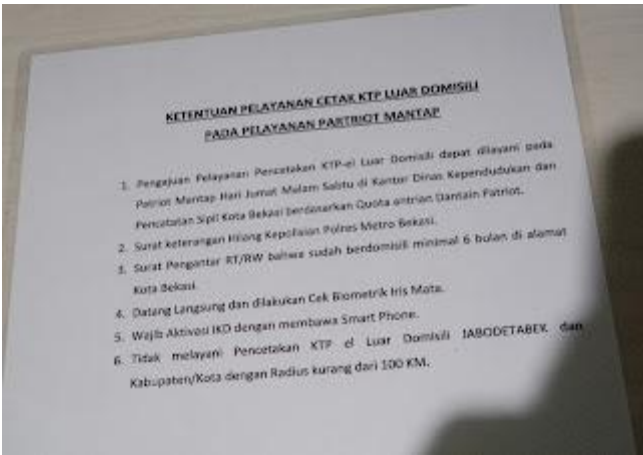 KETENTUAN PELAYANAN CETAK KTP LUAR DOMISILI
PADA PELAYANAN PARTRIOT MANTAP
1. Pengajuan Pelayanan Pencetakan KTP-el Luar Domisili dapat dilayani pada
Patriot Mantap Hari Jumat Malam Sabtu di Kantor Dinas Kependudukan dan
Pencatatan Sipil Kota Bekasi berdasarkan Quota antrian Dantain Patriot.
2. Surat keterangan Hilang Kepolisian Polres Metro Bekasi.
3. Surat Pengantar RT/RW bahwa sudah berdomisili minimal 6 bulan di alamat
Kota Bekasi.
4. Datang Langsung dan dilakukan Cek Biometrik Iris Mata.
5. Wajib Aktivasi IKD dengan membawa Smart Phone.
6. Tidak melayani Pencetakan KTP el Luar Domisili JABODETABEK dan
Kabupaten/Kota dengan Radius kurang dari 100 KM.